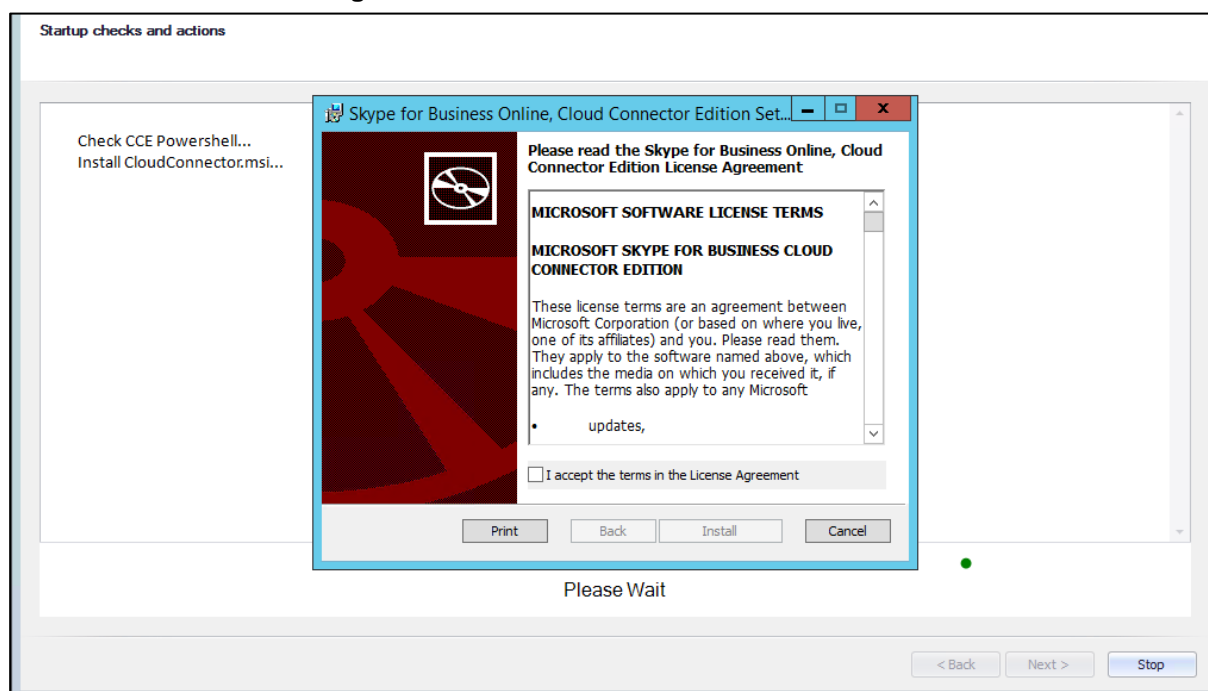 Startup checks and actions
Check CCE Powershell...
Install CloudConnector.msi...
Skype for Business Online, Cloud Connector Edition Set...
Please read the Skype for Business Online, Cloud
Connector Edition License Agreement
MICROSOFT SOFTWARE LICENSE TERMS
MICROSOFT SKYPE FOR BUSINESS CLOUD
CONNECTOR EDITION
These license terms are an agreement between
Microsoft Corporation (or based on where you live,
one of its affiliates) and you. Please read them.
They apply to the software named above, which
includes the media on which you received it, if
any. The terms also apply to any Microsoft
• updates,
I accept the terms in the License Agreement
Print Back Install Cancel
Please Wait
< Back Next > Stop